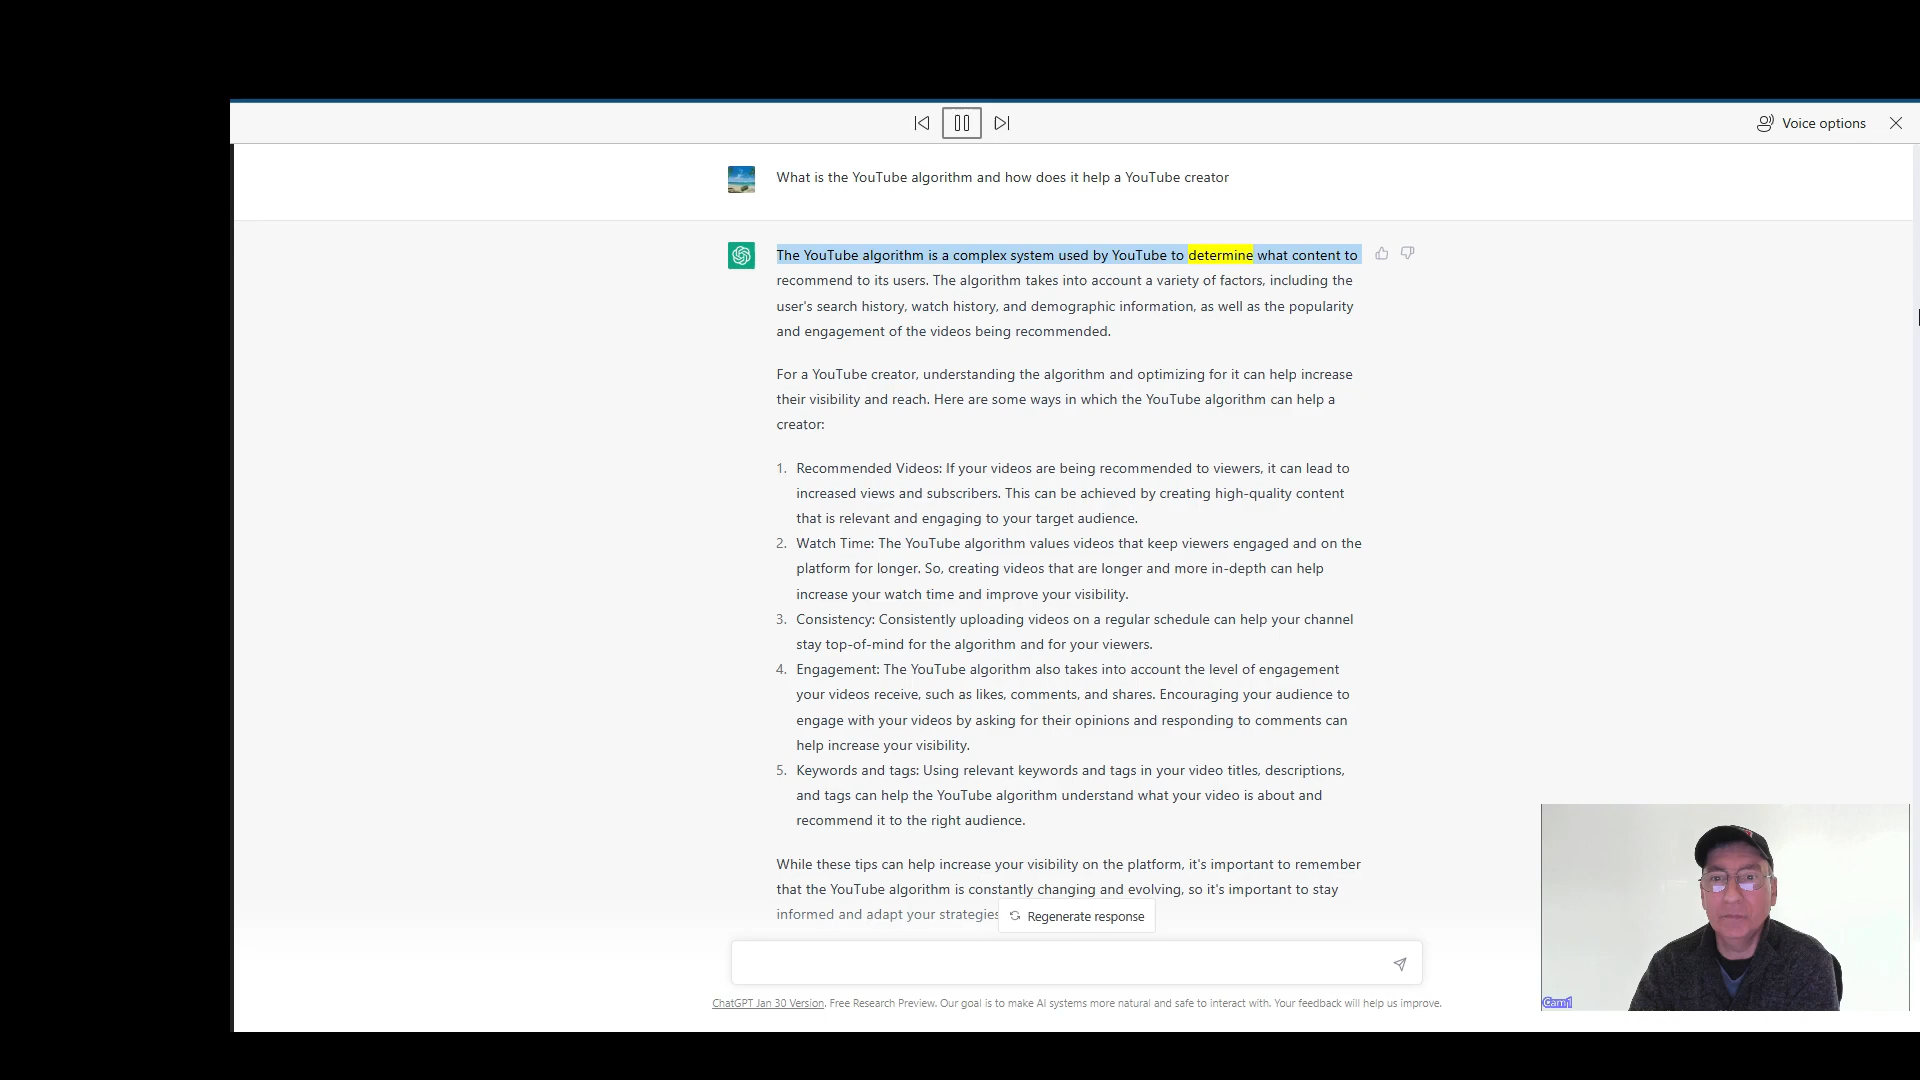 Voice options
What is the YouTube algorithm and how does it help a YouTube creator
The YouTube algorithm is a complex system used by YouTube to determine what content to
recommend to its users. The algorithm takes into account a variety of factors, including the
user's search history, watch history, and demographic information, as well as the popularity
and engagement of the videos being recommended.
For a YouTube creator, understanding the algorithm and optimizing for it can help increase
their visibility and reach. Here are some ways in which the YouTube algorithm can help a
creator:
1. Recommended Videos: If your videos are being recommended to viewers, it can lead to
increased views and subscribers. This can be achieved by creating high-quality content
that is relevant and engaging to your target audience.
2. Watch Time: The YouTube algorithm values videos that keep viewers engaged and on the
platform for longer. So, creating videos that are longer and more in-depth can help
increase your watch time and improve your visibility.
3. Consistency: Consistently uploading videos on a regular schedule can help your channel
stay top-of-mind for the algorithm and for your viewers.
4. Engagement: The YouTube algorithm also takes into account the level of engagement
your videos receive, such as likes, comments, and shares. Encouraging your audience to
engage with your videos by asking for their opinions and responding to comments can
help increase your visibility.
5. Keywords and tags: Using relevant keywords and tags in your video titles, descriptions,
and tags can help the YouTube algorithm understand what your video is about and
recommend it to the right audience.
While these tips can help increase your visibility on the platform, it's important to remember
that the YouTube algorithm is constantly changing and evolving, so it's important to stay
informed and adapt your strategies
Regenerate response
ChatGPT Jan 30 Version. Free Research Preview. Our goal is to make AI systems more natural and safe to interact with. Your feedback will help us improve.
Cam1